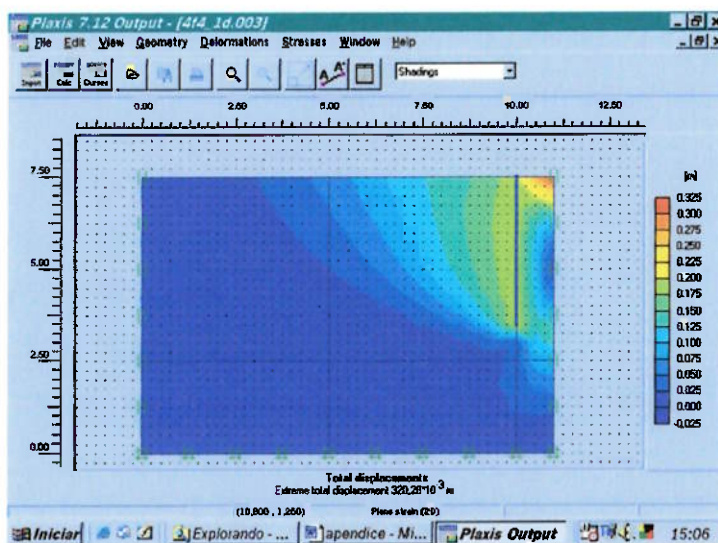 Plaxis 7.12 Output - [4f4_1d.003]
File Edit View Geometry Deformations Stresses Window Help
Input Calc Curves Shadings
0.00 2.50 5.00 7.50 10.00 12.50
7.50
5.00
2.50
0.00
[m]
0.325
0.300
0.275
0.250
0.225
0.200
0.175
0.150
0.125
0.100
0.075
0.050
0.025
0.000
-0.025
Total displacements
Extreme total displacement 320,28*10⁻³ m
(10,800 , 1,250) Plane strain (2D)
Iniciar Explorando - ... apendice - Mi... Plaxis Output 15:06